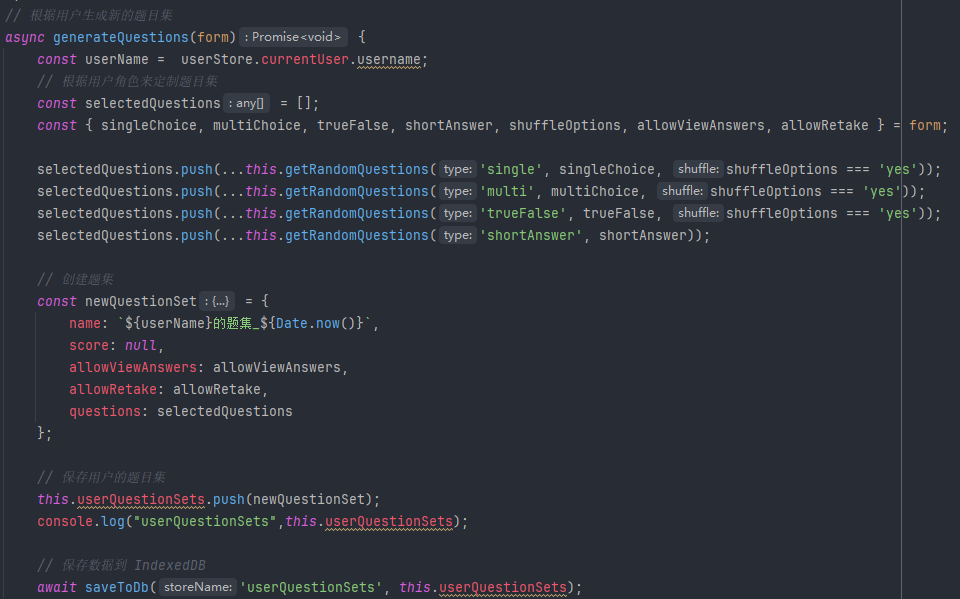 // 根据用户生成新的题目集
async generateQuestions(form) : Promise<void> {
const userName =  userStore.currentUser.username;
// 根据用户角色来定制题目集
const selectedQuestions : any[] = [];
const { singleChoice, multiChoice, trueFalse, shortAnswer, shuffleOptions, allowViewAnswers, allowRetake } = form;
selectedQuestions.push(...this.getRandomQuestions( type: 'single', singleChoice, shuffle: shuffleOptions === 'yes'));
selectedQuestions.push(...this.getRandomQuestions( type: 'multi', multiChoice, shuffle: shuffleOptions === 'yes'));
selectedQuestions.push(...this.getRandomQuestions( type: 'trueFalse', trueFalse, shuffle: shuffleOptions === 'yes'));
selectedQuestions.push(...this.getRandomQuestions( type: 'shortAnswer', shortAnswer));
// 创建题集
const newQuestionSet : {...} = {
name: `${userName}的题集_${Date.now()}`,
score: null,
allowViewAnswers: allowViewAnswers,
allowRetake: allowRetake,
questions: selectedQuestions
};
// 保存用户的题目集
this.userQuestionSets.push(newQuestionSet);
console.log("userQuestionSets",this.userQuestionSets);
// 保存数据到 IndexedDB
await saveToDb( storeName: 'userQuestionSets', this.userQuestionSets);